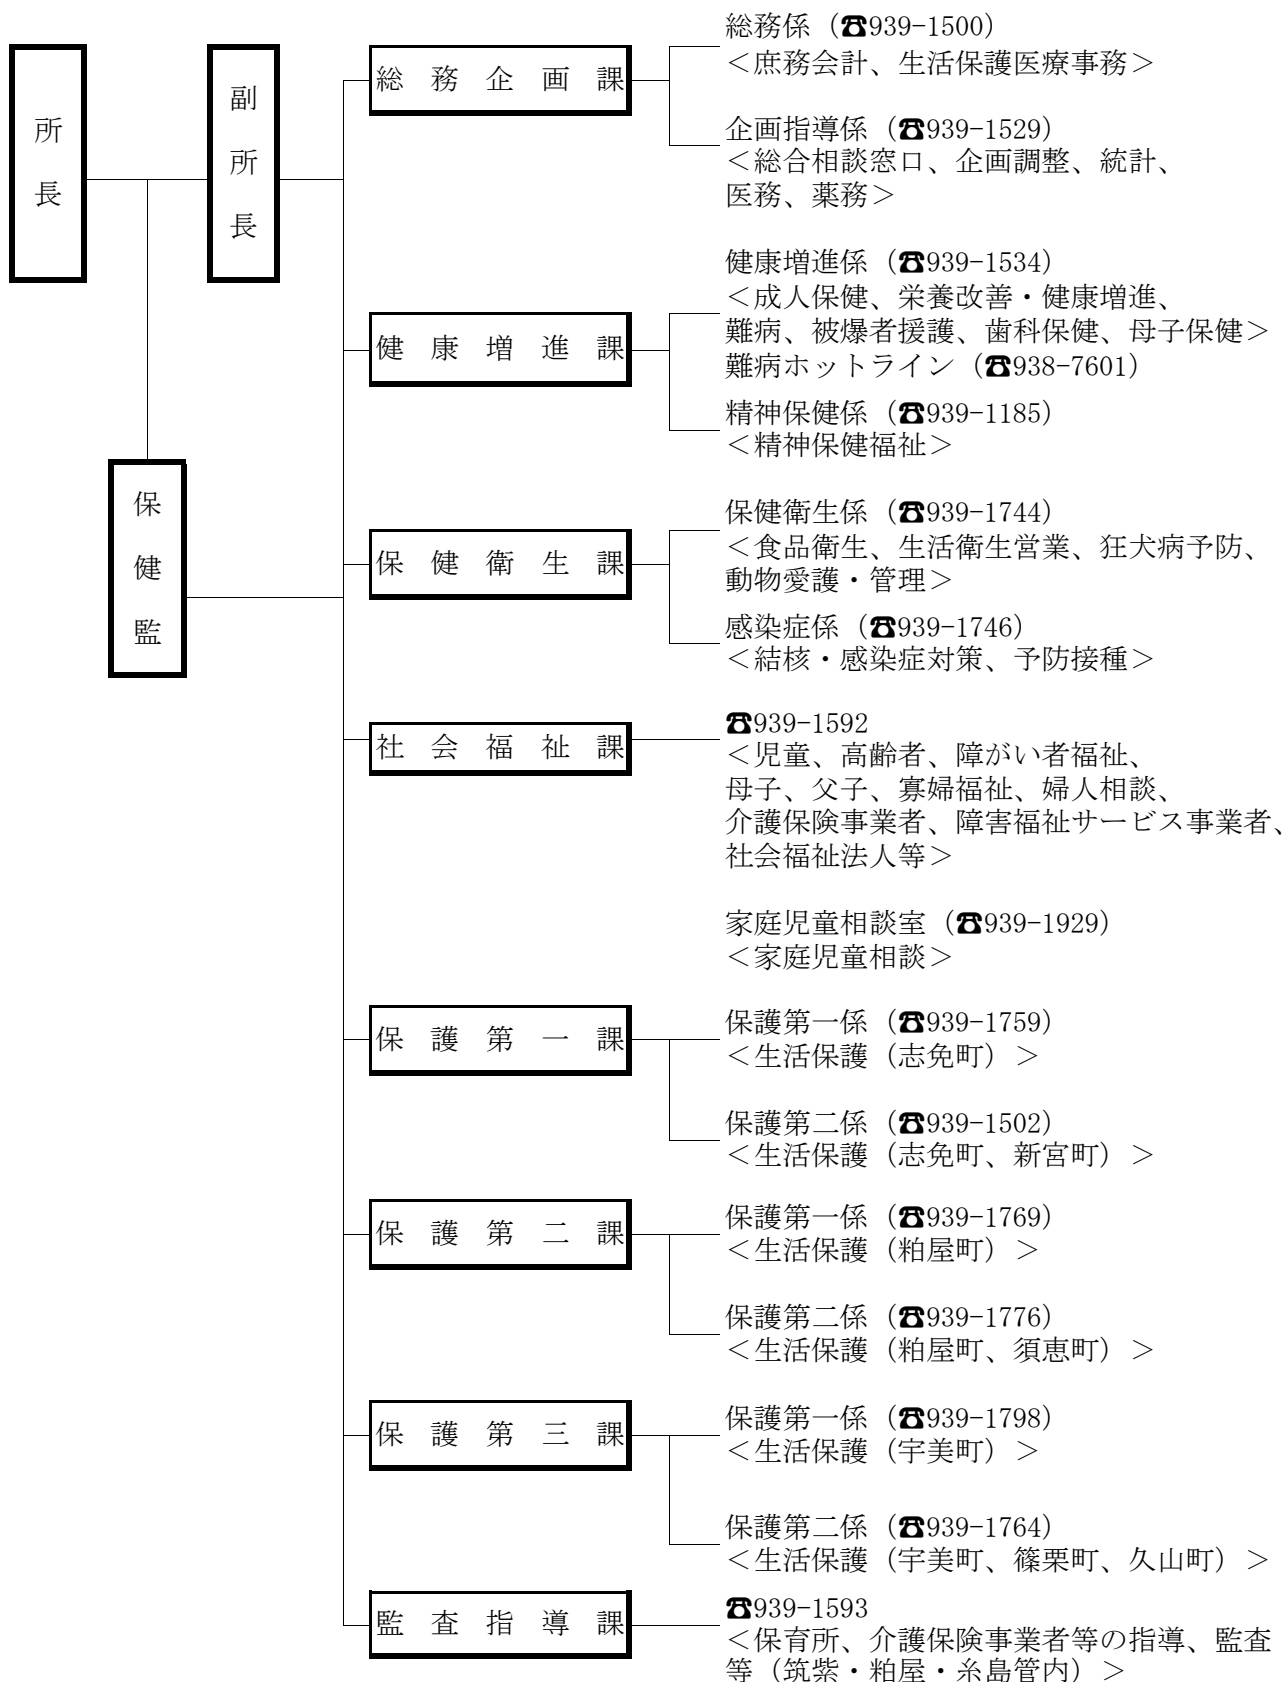 所長
副所長
保健監
総務企画課
総務係（☎939-1500）
＜庶務会計、生活保護医療事務＞
企画指導係（☎939-1529）
＜総合相談窓口、企画調整、統計、
医務、薬務＞
健康増進課
健康増進係（☎939-1534）
＜成人保健、栄養改善・健康増進、
難病、被爆者援護、歯科保健、母子保健＞
難病ホットライン（☎938-7601）
精神保健係（☎939-1185）
＜精神保健福祉＞
保健衛生課
保健衛生係（☎939-1744）
＜食品衛生、生活衛生営業、狂犬病予防、
動物愛護・管理＞
感染症係（☎939-1746）
＜結核・感染症対策、予防接種＞
社会福祉課
☎939-1592
＜児童、高齢者、障がい者福祉、
母子、父子、寡婦福祉、婦人相談、
介護保険事業者、障害福祉サービス事業者、
社会福祉法人等＞
家庭児童相談室（☎939-1929）
＜家庭児童相談＞
保護第一課
保護第一係（☎939-1759）
＜生活保護（志免町）＞
保護第二係（☎939-1502）
＜生活保護（志免町、新宮町）＞
保護第二課
保護第一係（☎939-1769）
＜生活保護（粕屋町）＞
保護第二係（☎939-1776）
＜生活保護（粕屋町、須恵町）＞
保護第三課
保護第一係（☎939-1798）
＜生活保護（宇美町）＞
保護第二係（☎939-1764）
＜生活保護（宇美町、篠栗町、久山町）＞
監査指導課
☎939-1593
＜保育所、介護保険事業者等の指導、監査
等（筑紫・粕屋・糸島管内）＞